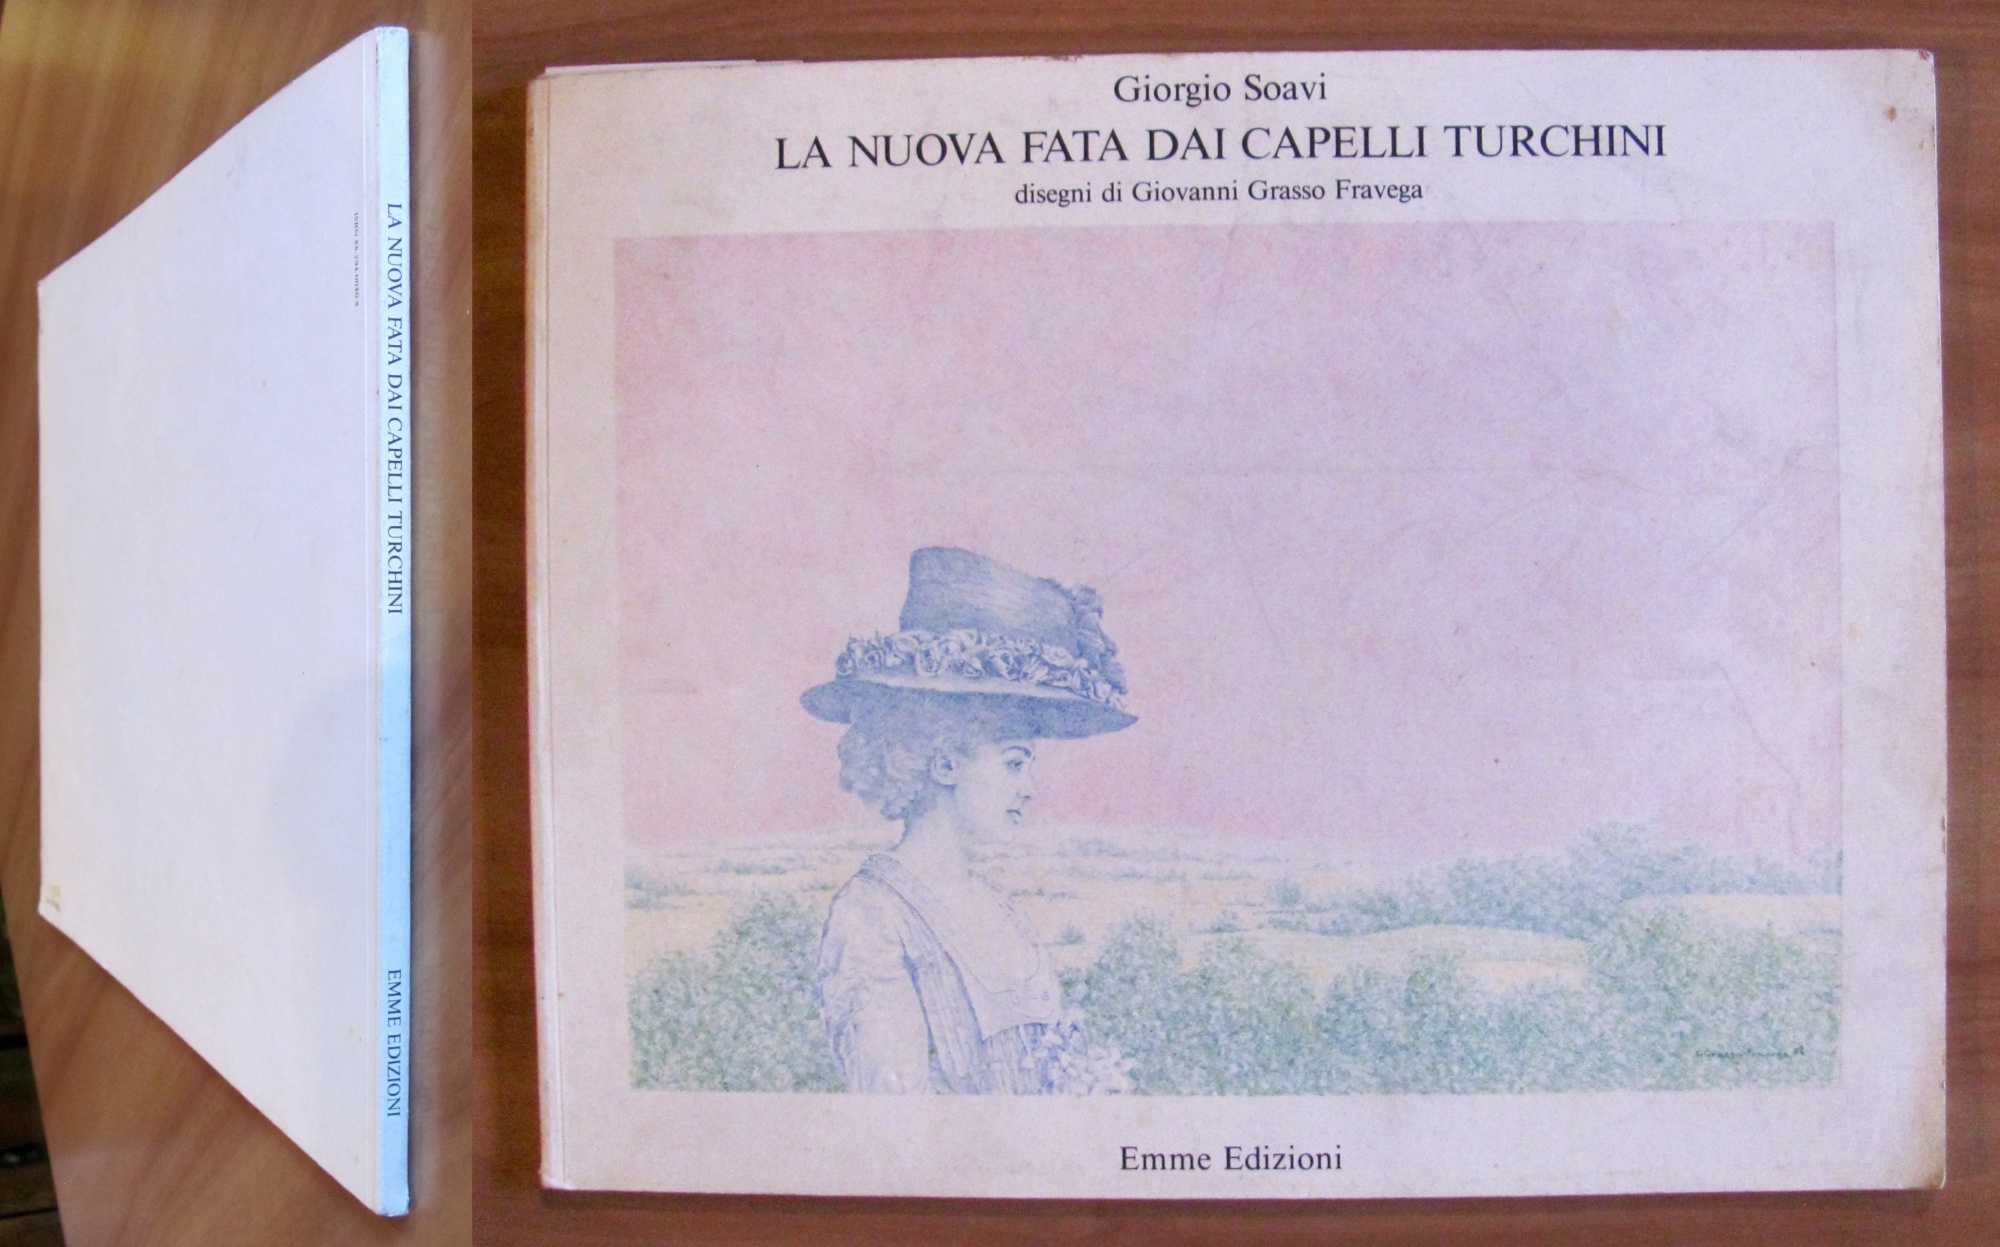 LA NUOVA FATA DAI CAPELLI TURCHINI
EMME EDIZIONI
Giorgio Soavi
LA NUOVA FATA DAI CAPELLI TURCHINI
disegni di Giovanni Grasso Fravega
Emme Edizioni